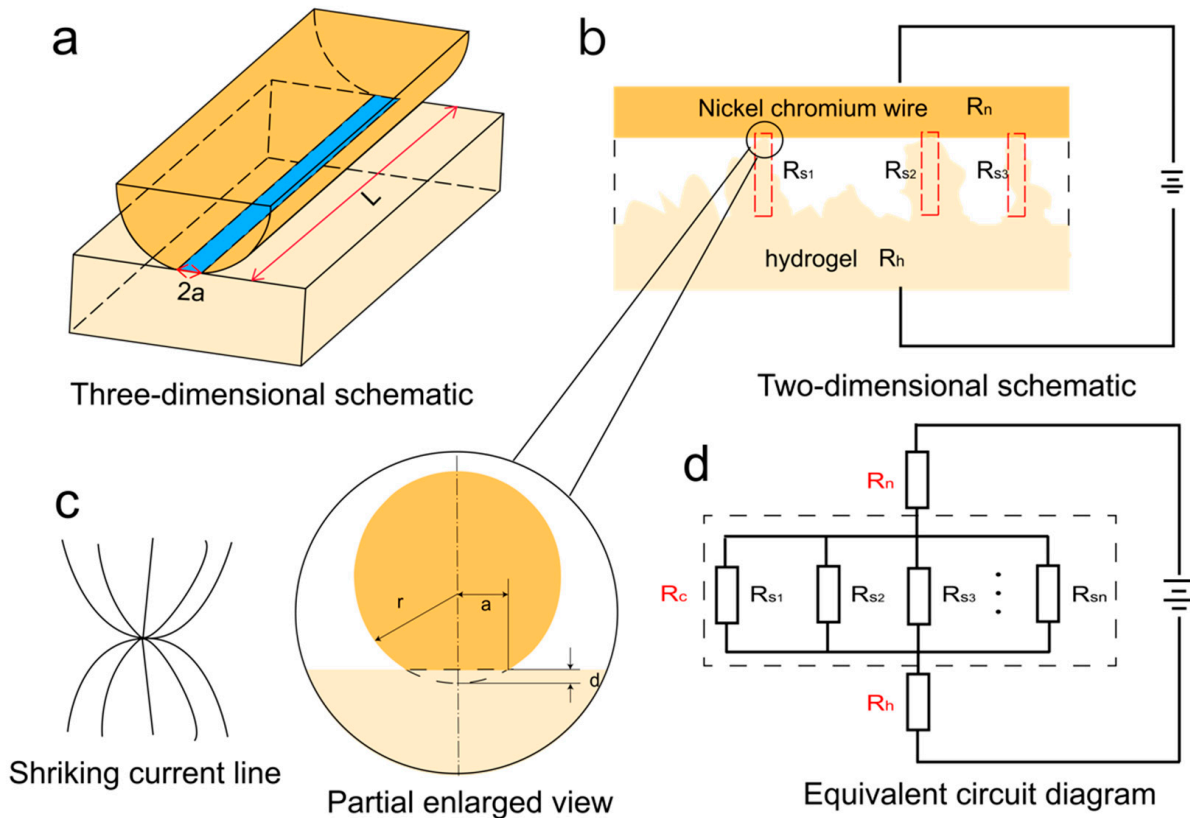 a
L
2a
Three-dimensional schematic
b
Nickel chromium wire Rn
Rs1
Rs2
Rs3
hydrogel Rh
Two-dimensional schematic
c
Shriking current line
r
a
d
Partial enlarged view
d
Rn
Rc
Rs1
Rs2
Rs3
Rsn
Rh
Equivalent circuit diagram